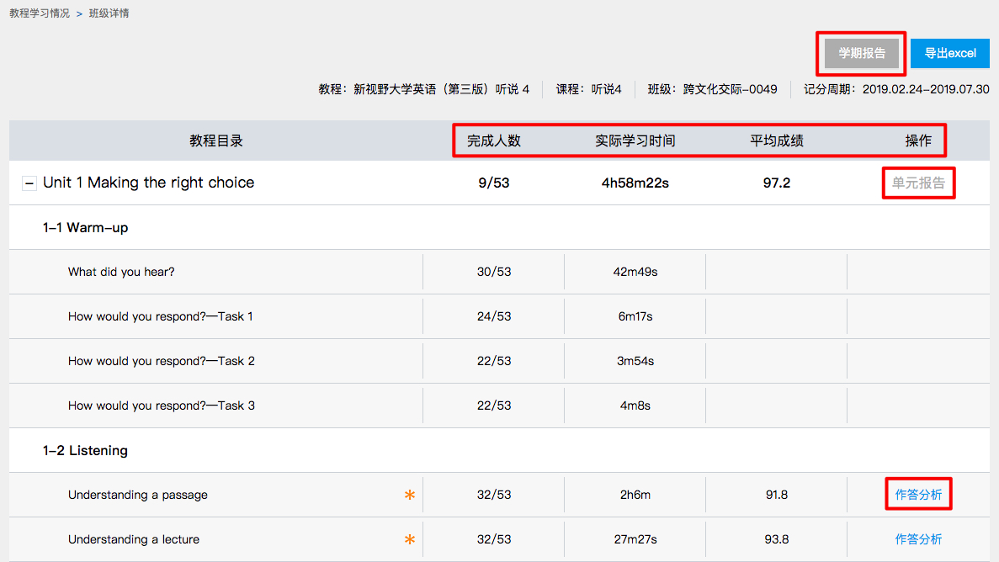 教程学习情况 > 班级详情
学期报告 导出excel
教程：新视野大学英语（第三版）听说 4 课程：听说4 班级：跨文化交际-0049 记分周期：2019.02.24-2019.07.30
教程目录 完成人数 实际学习时间 平均成绩 操作
Unit 1 Making the right choice 9/53 4h58m22s 97.2 单元报告
1-1 Warm-up
What did you hear? 30/53 42m49s
How would you respond?—Task 1 24/53 6m17s
How would you respond?—Task 2 22/53 3m54s
How would you respond?—Task 3 22/53 4m8s
1-2 Listening
Understanding a passage * 32/53 2h6m 91.8 作答分析
Understanding a lecture * 32/53 27m27s 93.8 作答分析